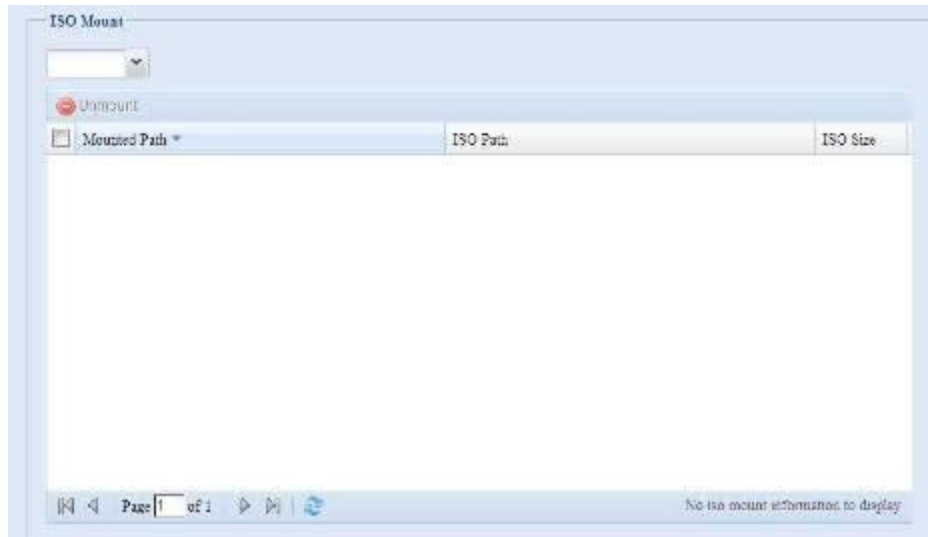 ISO Mount
Unmount
Mounted Path ISO Path ISO Size
Page 1 of 1 No iso mount information to display